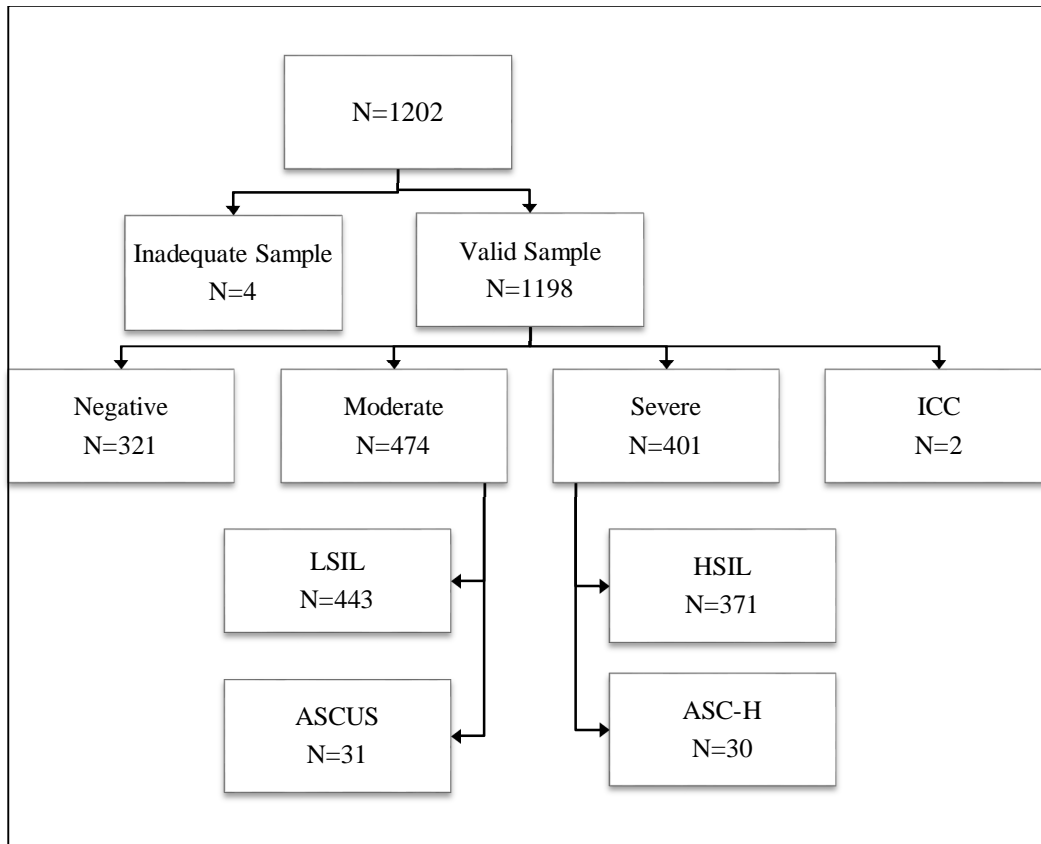 N=1202
Inadequate Sample
N=4
Valid Sample
N=1198
Negative
N=321
Moderate
N=474
Severe
N=401
ICC
N=2
LSIL
N=443
HSIL
N=371
ASCUS
N=31
ASC-H
N=30